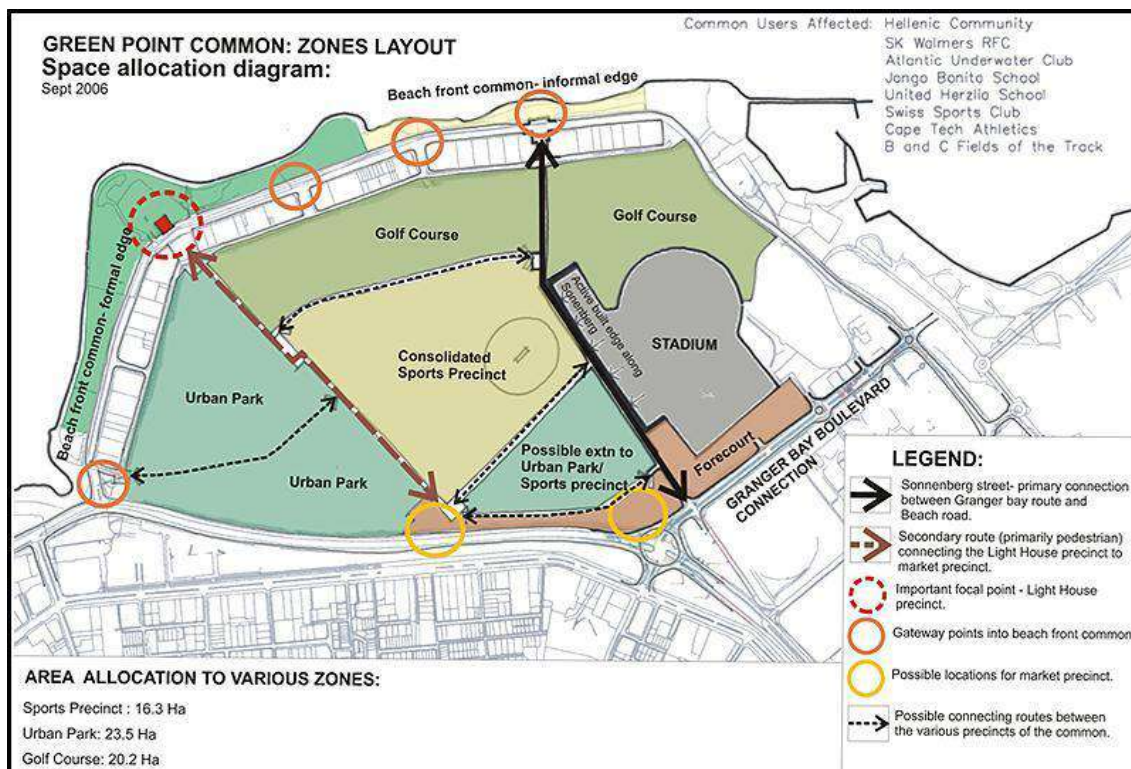 GREEN POINT COMMON: ZONES LAYOUT
Space allocation diagram:
Sept 2006
Common Users Affected: Hellenic Community
SK Walmers RFC
Atlantic Underwater Club
Jongo Bonito School
United Herzlio School
Swiss Sports Club
Cape Tech Athletics
B and C Fields of the Track
Beach front common- informal edge
Beach front common- formal edge
Golf Course
Golf Course
Active built edge along
Sonenberg
STADIUM
Consolidated
Sports Precinct
Urban Park
Urban Park
Possible extn to
Urban Park/
Sports precinct
Forecourt
GRANGER BAY BOULEVARD
CONNECTION
LEGEND:
Sonnenberg street- primary connection
between Granger bay route and
Beach road.
Secondary route (primarily pedestrian)
connecting the Light House precinct to
market precinct.
Important focal point - Light House
precinct.
Gateway points into beach front common
Possible locations for market precinct.
Possible connecting routes between
the various precincts of the common.
AREA ALLOCATION TO VARIOUS ZONES:
Sports Precinct : 16.3 Ha
Urban Park: 23.5 Ha
Golf Course: 20.2 Ha